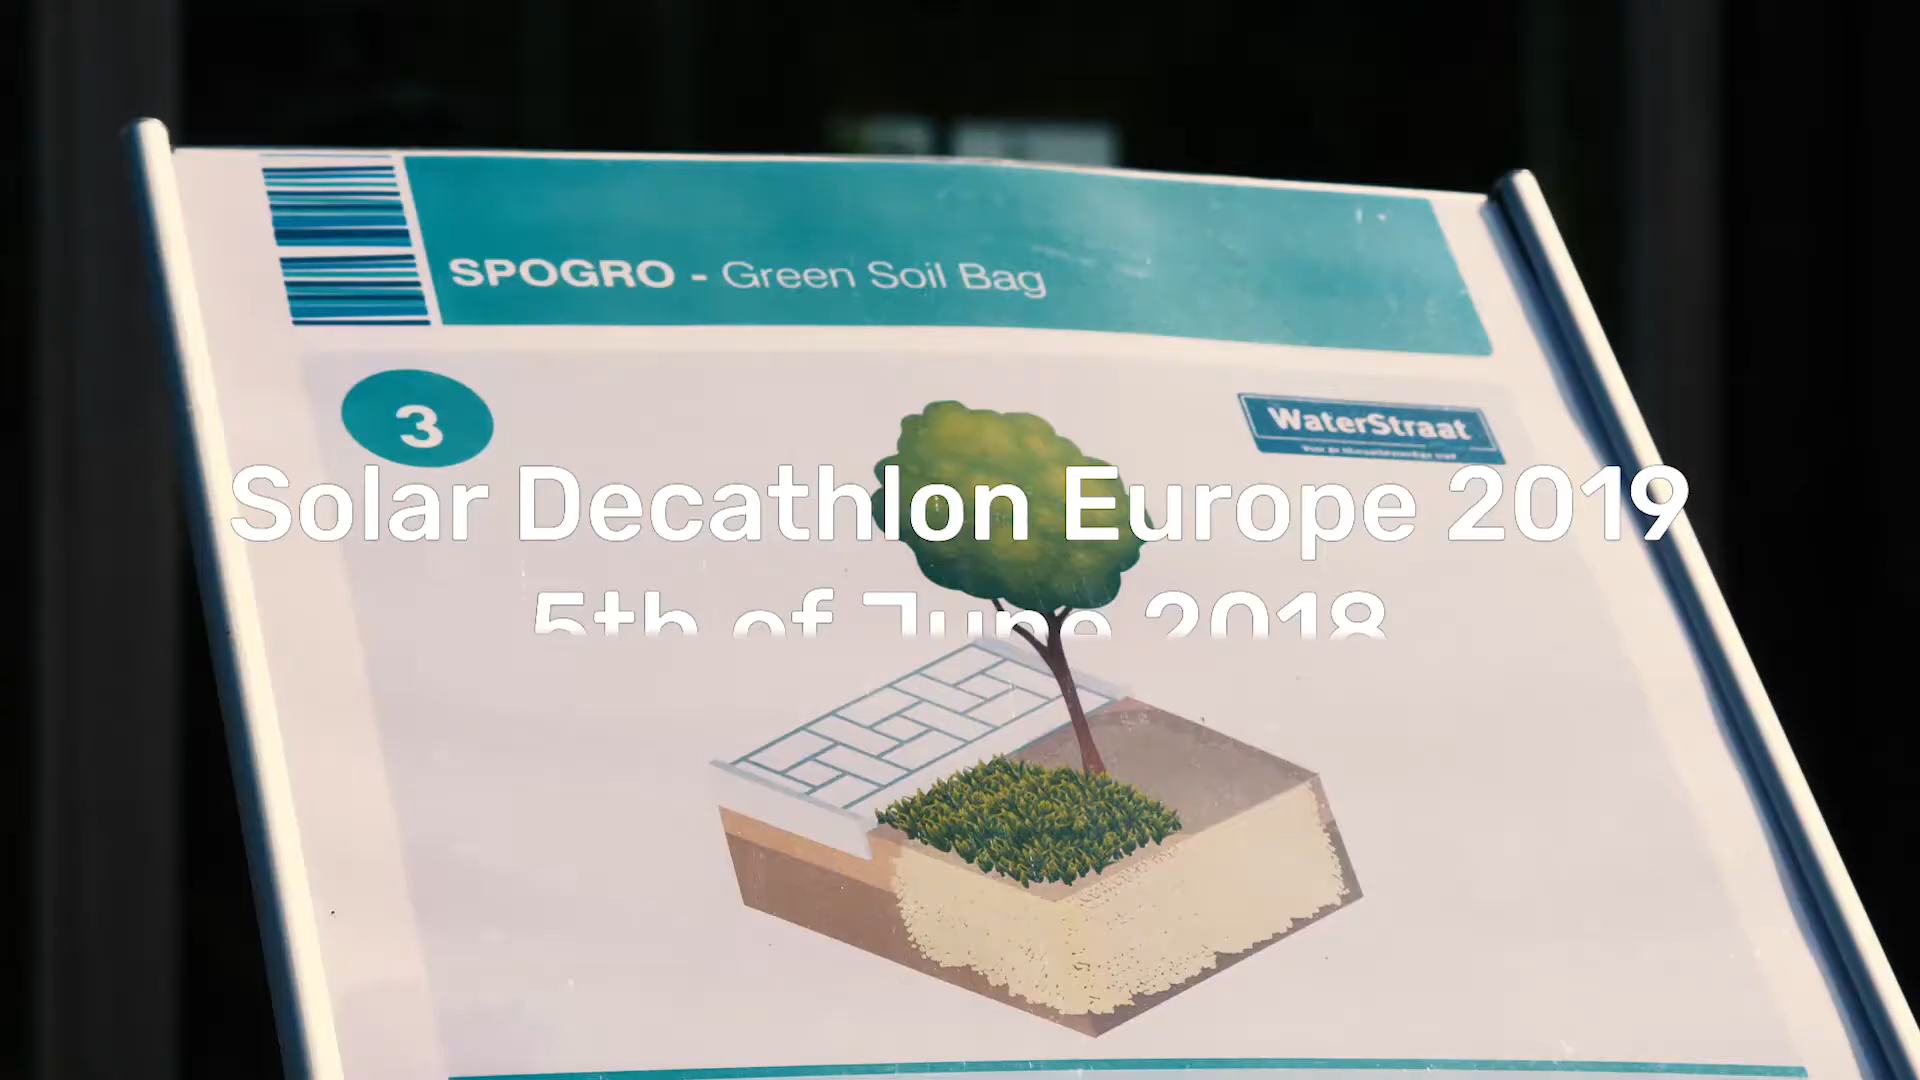 SPOGRO - Green Soil Bag
3
WaterStraat
Solar Decathlon Europe 2019
5th of June 2018